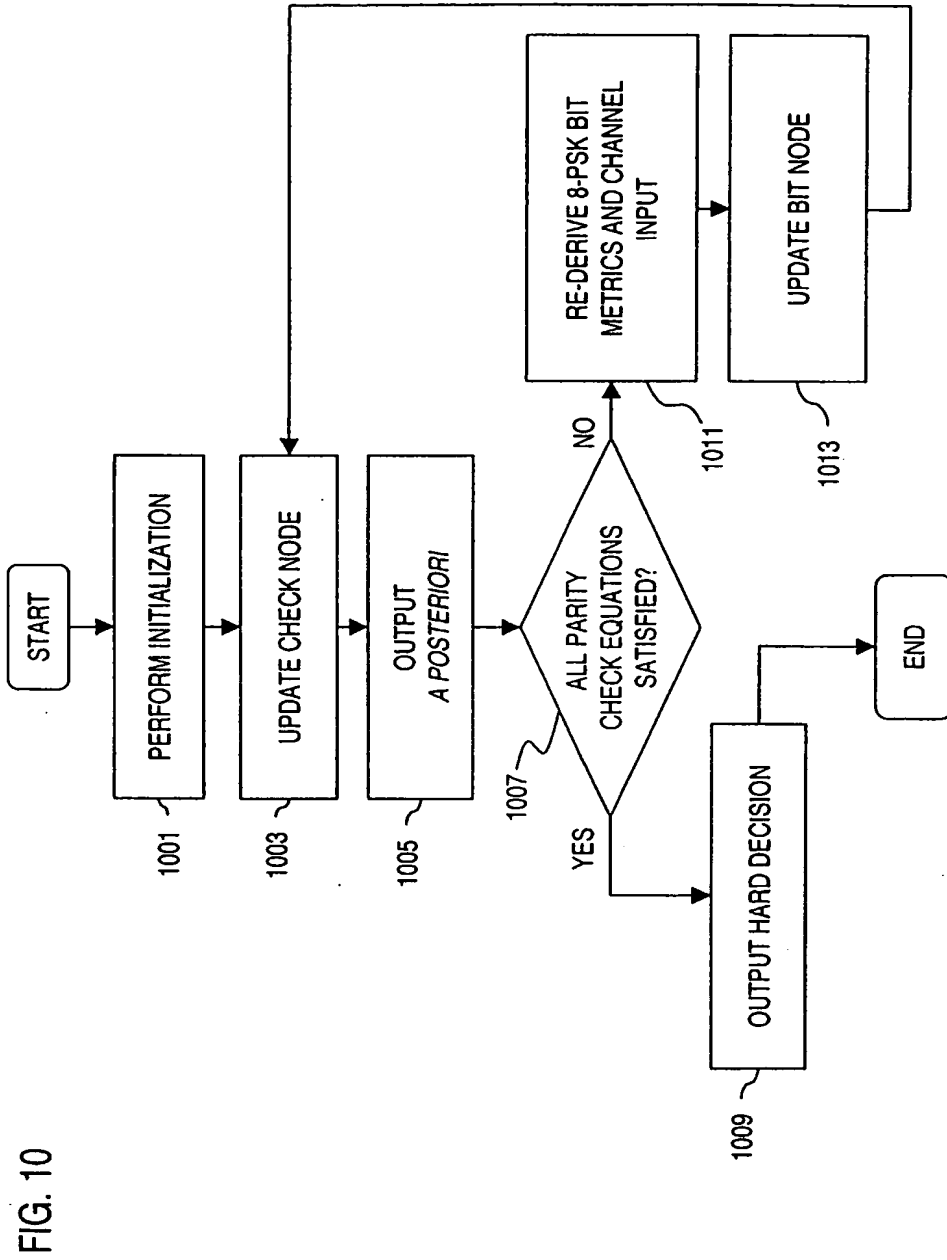 FIG. 10
START
PERFORM INITIALIZATION
1001
UPDATE CHECK NODE
1003
OUTPUT
A POSTERIORI
1005
ALL PARITY
CHECK EQUATIONS
SATISFIED?
1007
YES
NO
OUTPUT HARD DECISION
1009
END
RE-DERIVE 8-PSK BIT
METRICS AND CHANNEL
INPUT
1011
UPDATE BIT NODE
1013